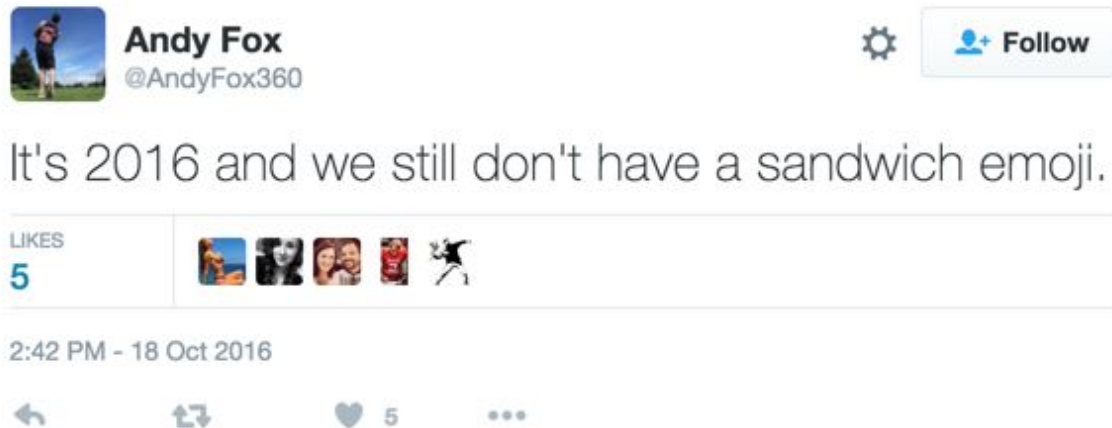 Andy Fox
@AndyFox360
Follow
It's 2016 and we still don't have a sandwich emoji.
LIKES
5
2:42 PM - 18 Oct 2016
5